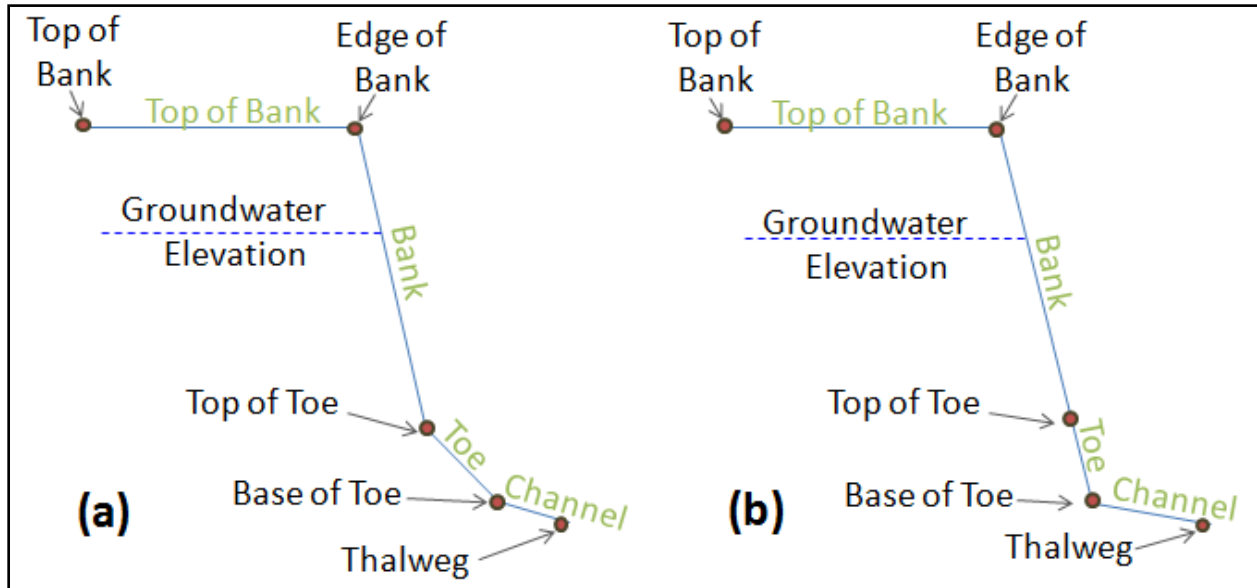 Top of
Bank
Edge of
Bank
Top of Bank
Groundwater
Elevation
Bank
Top of Toe
Toe
Base of Toe
Channel
(a)
Thalweg
Top of
Bank
Edge of
Bank
Top of Bank
Groundwater
Elevation
Bank
Top of Toe
Toe
Base of Toe
Channel
(b)
Thalweg